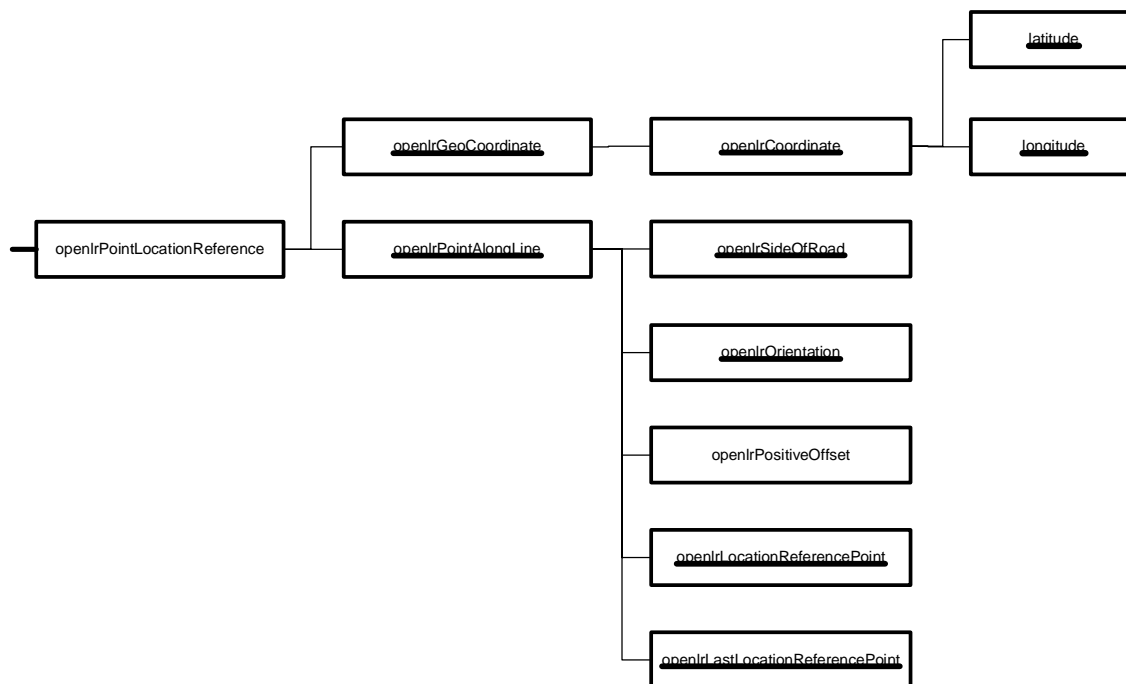 latitude
openlrGeoCoordinate
openlrCoordinate
longitude
openlrPointLocationReference
openlrPointAlongLine
openlrSideOfRoad
openlrOrientation
openlrPositiveOffset
openlrLocationReferencePoint
openlrLastLocationReferencePoint